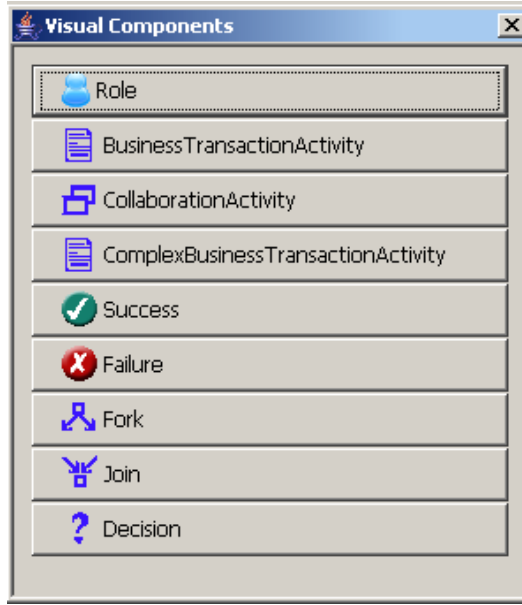 Visual Components
Role
BusinessTransactionActivity
CollaborationActivity
ComplexBusinessTransactionActivity
Success
Failure
Fork
Join
Decision